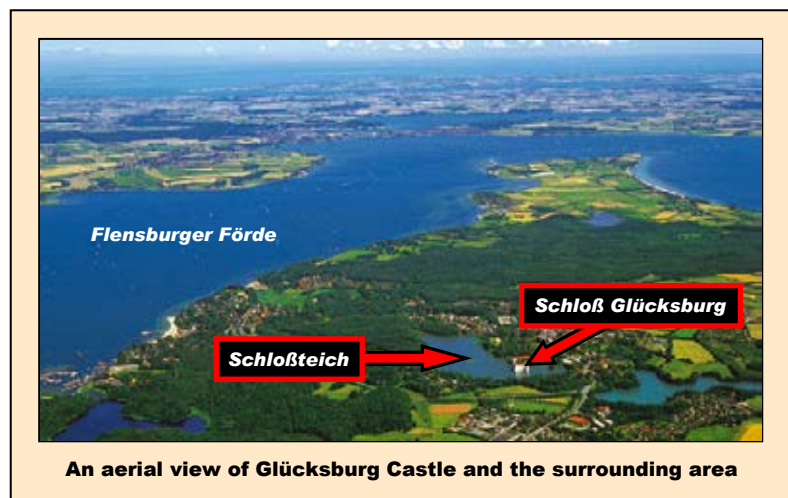 Flensburger Förde
Schloß Glücksburg
Schloßteich
An aerial view of Glücksburg Castle and the surrounding area